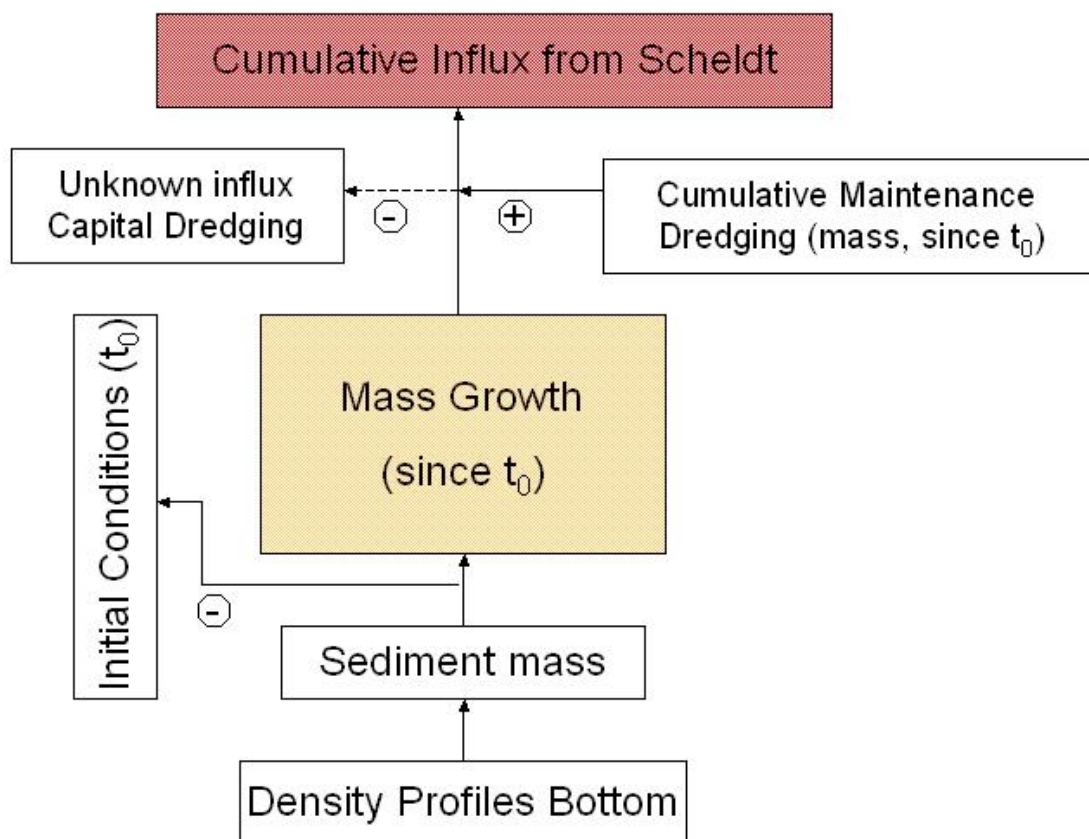 Cumulative Influx from Scheldt
Unknown influx
Capital Dredging
-
+
Cumulative Maintenance
Dredging (mass, since t₀)
Initial Conditions (t₀)
Mass Growth
(since t₀)
-
Sediment mass
Density Profiles Bottom